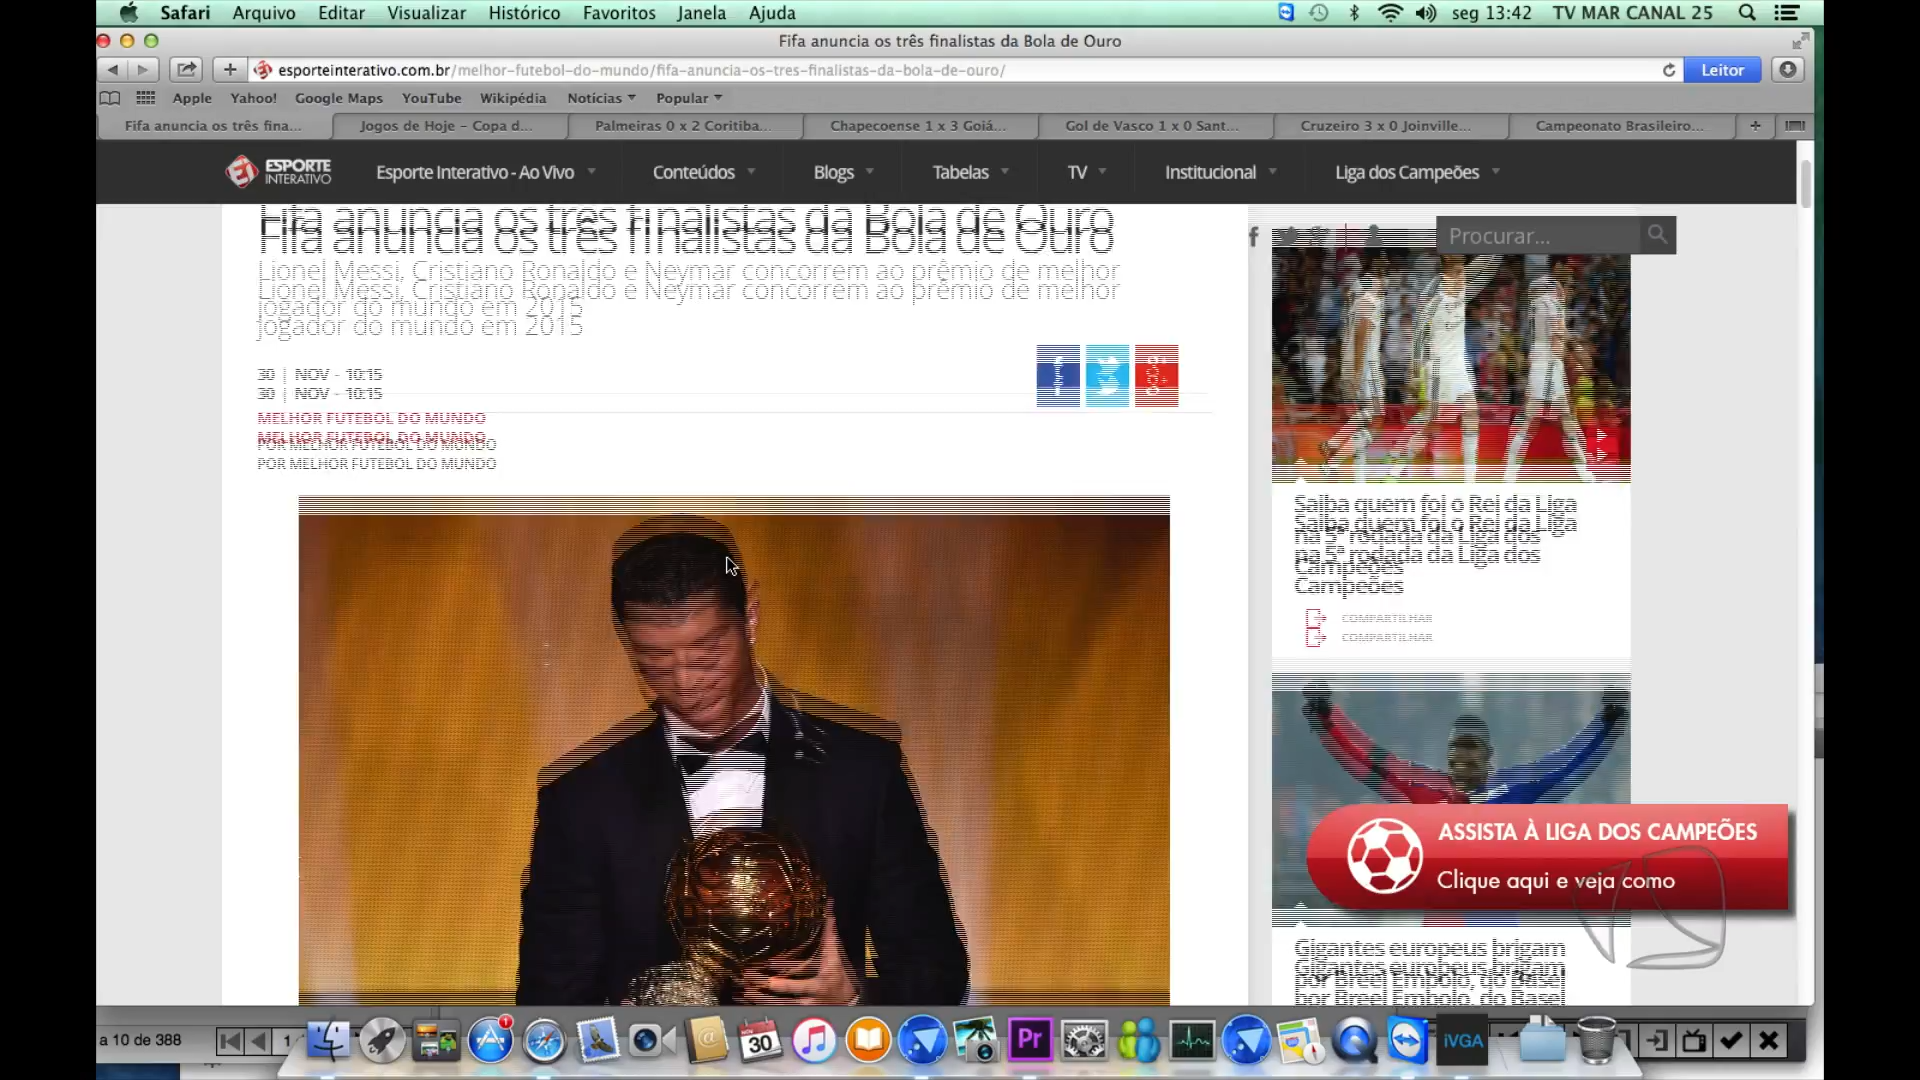 Safari Arquivo Editar Visualizar Histórico Favoritos Janela Ajuda seg 13:42 TV MAR CANAL 25
Fifa anuncia os três finalistas da Bola de Ouro
esporteinterativo.com.br/melhor-futebol-do-mundo/fifa-anuncia-os-tres-finalistas-da-bola-de-ouro/ Leitor
Apple Yahoo! Google Maps YouTube Wikipédia Notícias Popular
Fifa anuncia os três fina... Jogos de Hoje – Copa d... Palmeiras 0 x 2 Coritiba... Chapecoense 1 x 3 Goiá... Gol de Vasco 1 x 0 Sant... Cruzeiro 3 x 0 Joinville... Campeonato Brasileiro...
EI ESPORTE INTERATIVO Esporte Interativo - Ao Vivo Conteúdos Blogs Tabelas TV Institucional Liga dos Campeões
Procurar...
Fifa anuncia os três finalistas da Bola de Ouro
Lionel Messi, Cristiano Ronaldo e Neymar concorrem ao prêmio de melhor
jogador do mundo em 2015
30 | NOV - 10:15
MELHOR FUTEBOL DO MUNDO
POR MELHOR FUTEBOL DO MUNDO
Saiba quem foi o Rei da Liga
na 5ª rodada da Liga dos
Campeões
COMPARTILHAR
ASSISTA À LIGA DOS CAMPEÕES
Clique aqui e veja como
Gigantes europeus brigam
por Breel Embolo, do Basel
a 10 de 388 1
NOV 30 Pr iVGA